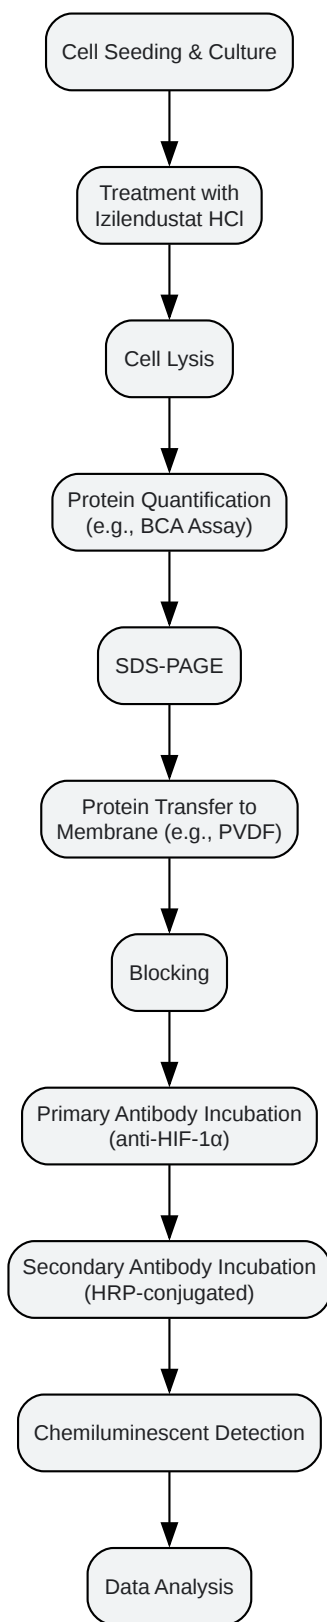 Cell Seeding & Culture
Treatment with
Izilendustat HCl
Cell Lysis
Protein Quantification
(e.g., BCA Assay)
SDS-PAGE
Protein Transfer to
Membrane (e.g., PVDF)
Blocking
Primary Antibody Incubation
(anti-HIF-1α)
Secondary Antibody Incubation
(HRP-conjugated)
Chemiluminescent Detection
Data Analysis